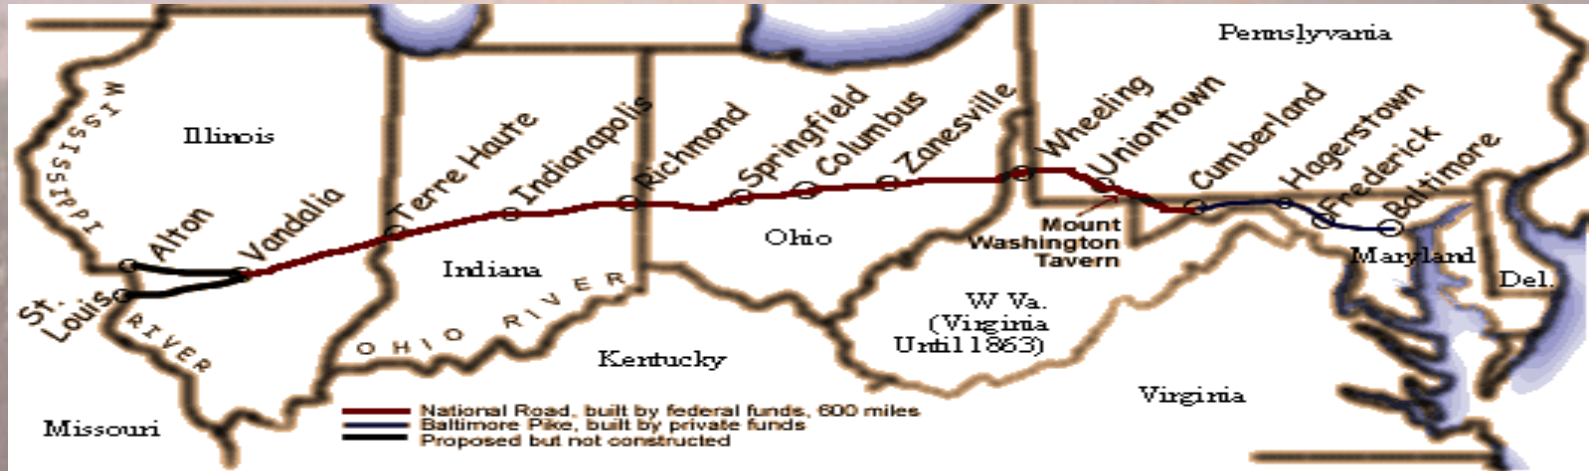 Pennslyvania
MISSISSIPPI
Illinois
Alton
Vandalia
Terre Haute
Indianapolis
Richmond
Springfield
Columbus
Zanesville
Wheeling
Uniontown
Cumberland
Hagerstown
Frederick
Baltimore
Mount
Washington
Tavern
Ohio
Indiana
Maryland
Del.
St.
Louis
RIVER
OHIO RIVER
W Va.
(Virginia
Until 1863)
Kentucky
Virginia
Missouri
National Road, built by federal funds, 600 miles
Baltimore Pike, built by private funds
Proposed but not constructed